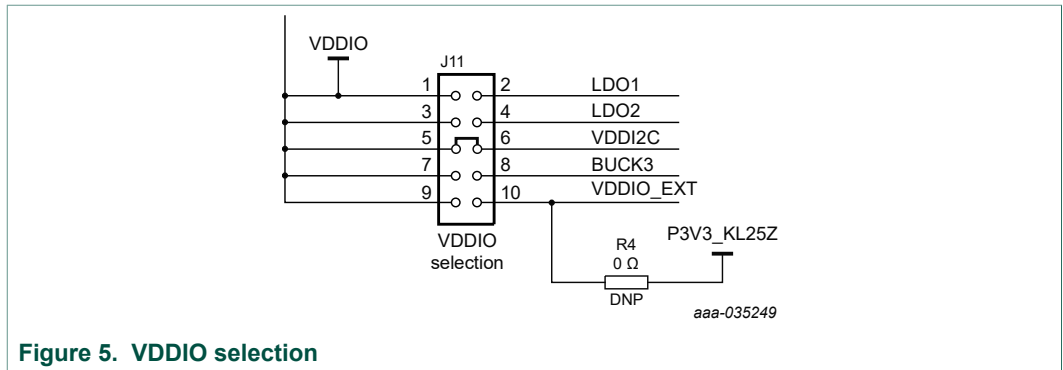 VDDIO
J11
1 2 LDO1
3 4 LDO2
5 6 VDDI2C
7 8 BUCK3
9 10 VDDIO_EXT
VDDIO
selection
R4
0 Ω
DNP
P3V3_KL25Z
aaa-035249
Figure 5. VDDIO selection